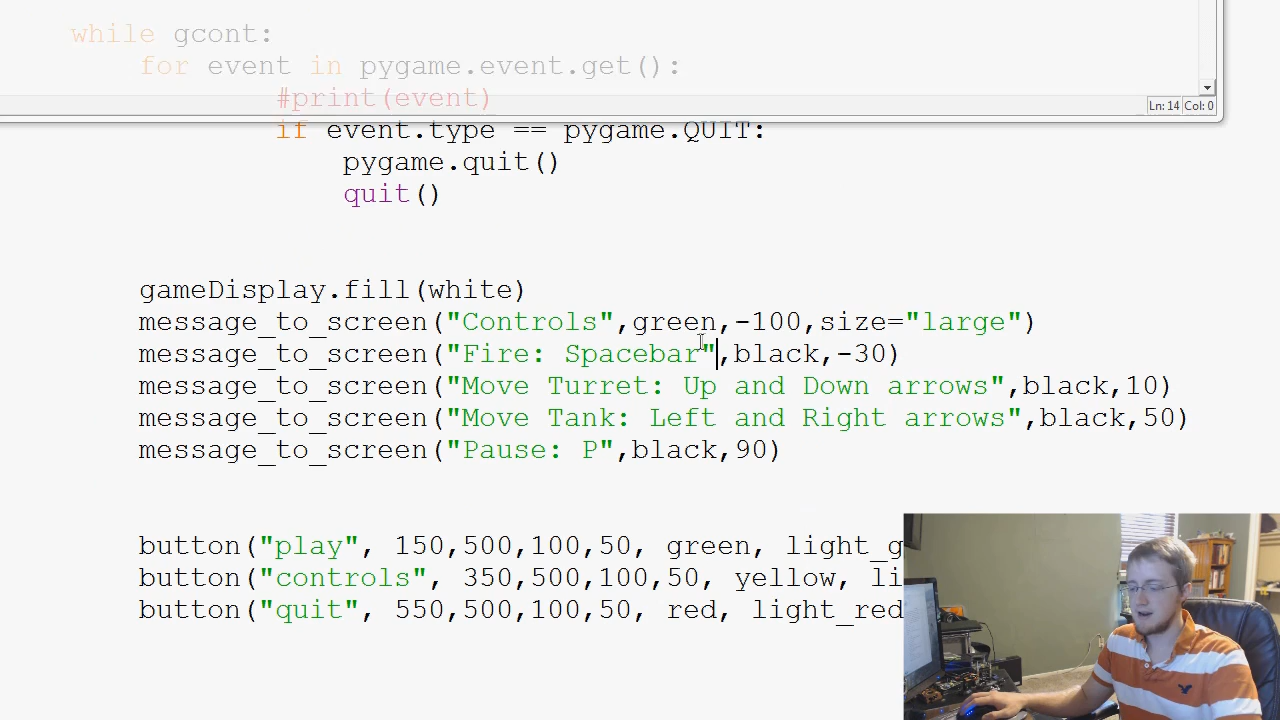 while gcont:
for event in pygame.event.get():
#print(event)
Ln: 14 Col: 0
if event.type == pygame.QUIT:
pygame.quit()
quit()
gameDisplay.fill(white)
message_to_screen("Controls",green,-100,size="large")
message_to_screen("Fire: Spacebar",black,-30)
message_to_screen("Move Turret: Up and Down arrows",black,10)
message_to_screen("Move Tank: Left and Right arrows",black,50)
message_to_screen("Pause: P",black,90)
button("play", 150,500,100,50, green, light_g
button("controls", 350,500,100,50, yellow, li
button("quit", 550,500,100,50, red, light_red